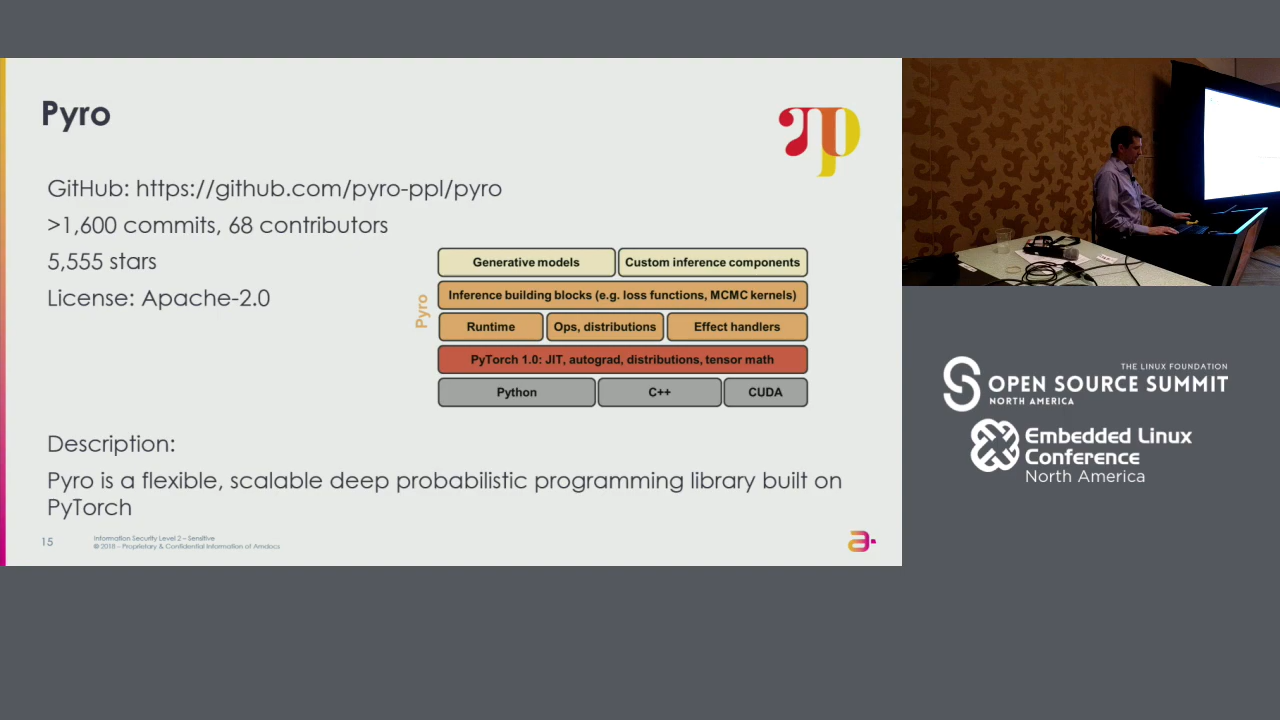 Pyro
GitHub: https://github.com/pyro-ppl/pyro
>1,600 commits, 68 contributors
5,555 stars
License: Apache-2.0
Generative models
Custom inference components
Pyro
Inference building blocks (e.g. loss functions, MCMC kernels)
Runtime
Ops, distributions
Effect handlers
PyTorch 1.0: JIT, autograd, distributions, tensor math
Python
C++
CUDA
Description:
Pyro is a flexible, scalable deep probabilistic programming library built on
PyTorch
15
Information Security Level 2 – Sensitive
© 2018 – Proprietary & Confidential Information of Amdocs
THE LINUX FOUNDATION
OPEN SOURCE SUMMIT
NORTH AMERICA
Embedded Linux
Conference
North America